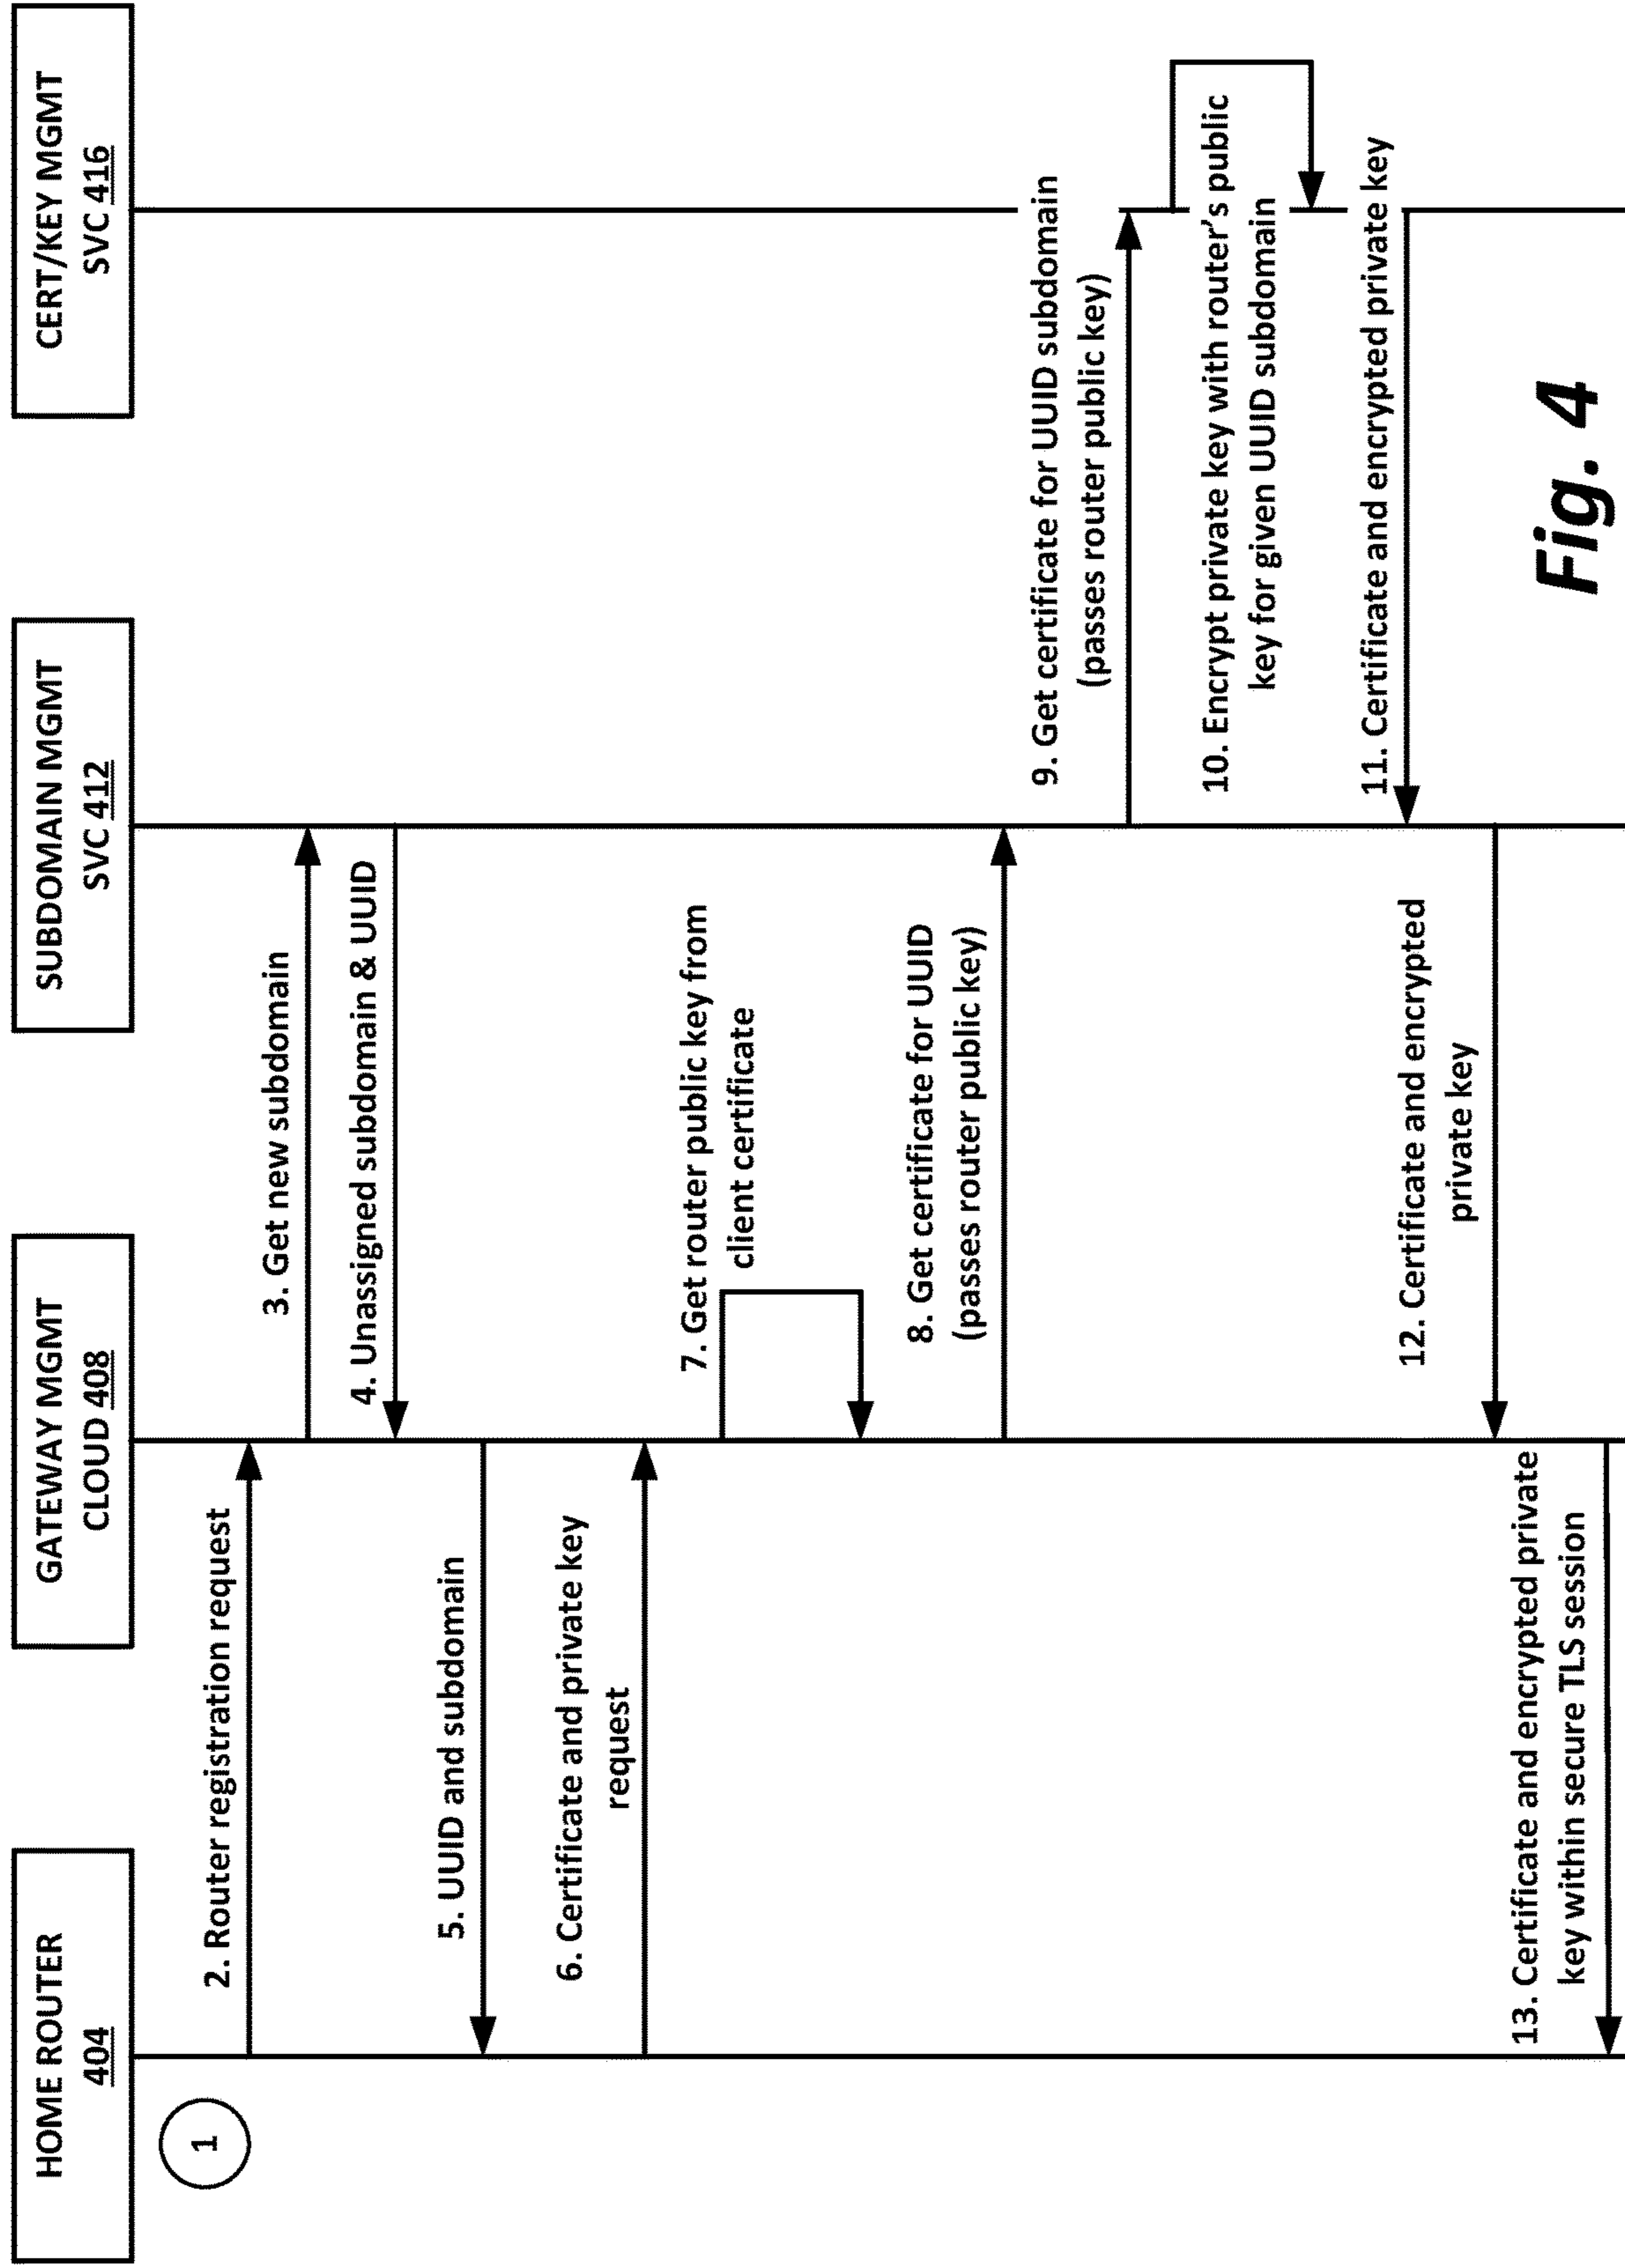 HOME ROUTER
404
GATEWAY MGMT
CLOUD 408
SUBDOMAIN MGMT
SVC 412
CERT/KEY MGMT
SVC 416
1
2. Router registration request
3. Get new subdomain
4. Unassigned subdomain & UUID
5. UUID and subdomain
6. Certificate and private key
request
7. Get router public key from
client certificate
8. Get certificate for UUID
(passes router public key)
9. Get certificate for UUID subdomain
(passes router public key)
10. Encrypt private key with router's public
key for given UUID subdomain
11. Certificate and encrypted private key
12. Certificate and encrypted
private key
13. Certificate and encrypted private
key within secure TLS session
Fig. 4